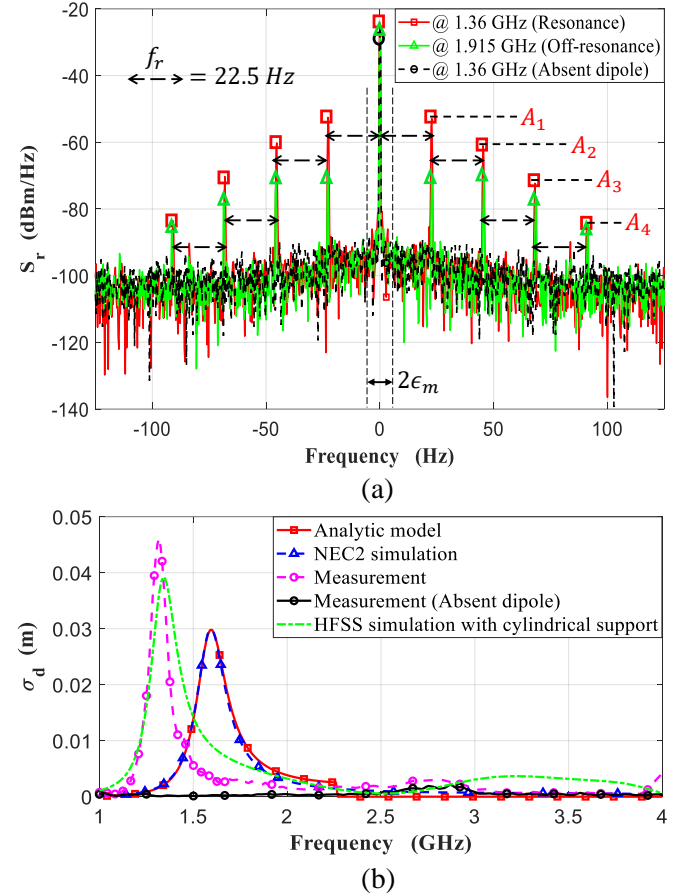 -20
-40
-60
-80
-100
-120
-140
S_r (dBm/Hz)
f_r
= 22.5 Hz
@ 1.36 GHz (Resonance)
@ 1.915 GHz (Off-resonance)
@ 1.36 GHz (Absent dipole)
A_1
A_2
A_3
A_4
2ϵ_m
-100 -50 0 50 100
Frequency (Hz)
(a)
0.05
0.04
0.03
0.02
0.01
0
σ_d (m)
Analytic model
NEC2 simulation
Measurement
Measurement (Absent dipole)
HFSS simulation with cylindrical support
1 1.5 2 2.5 3 3.5 4
Frequency (GHz)
(b)